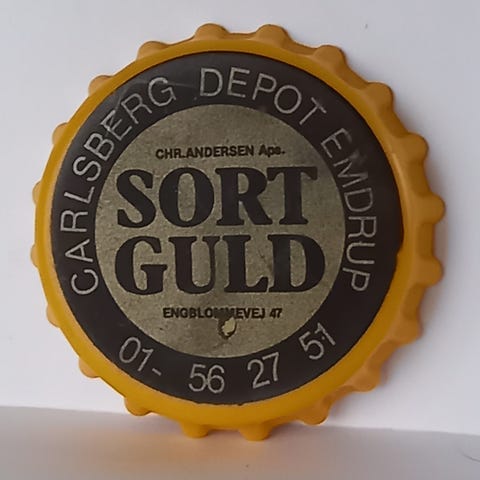 CARLSBERG DEPOT EMDRUP
CHR.ANDERSEN Aps.
SORT
GULD
ENGBLOMMEVEJ 47
01- 56 27 51